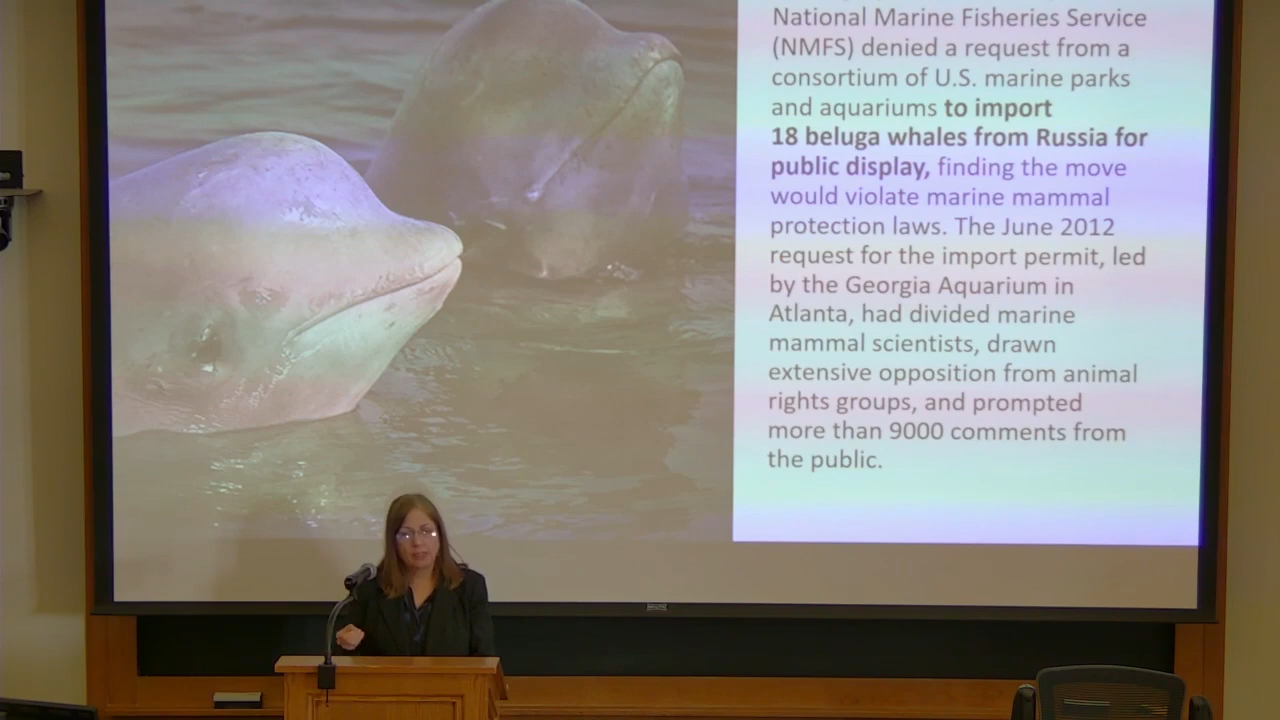 National Marine Fisheries Service
(NMFS) denied a request from a
consortium of U.S. marine parks
and aquariums to import
18 beluga whales from Russia for
public display, finding the move
would violate marine mammal
protection laws. The June 2012
request for the import permit, led
by the Georgia Aquarium in
Atlanta, had divided marine
mammal scientists, drawn
extensive opposition from animal
rights groups, and prompted
more than 9000 comments from
the public.